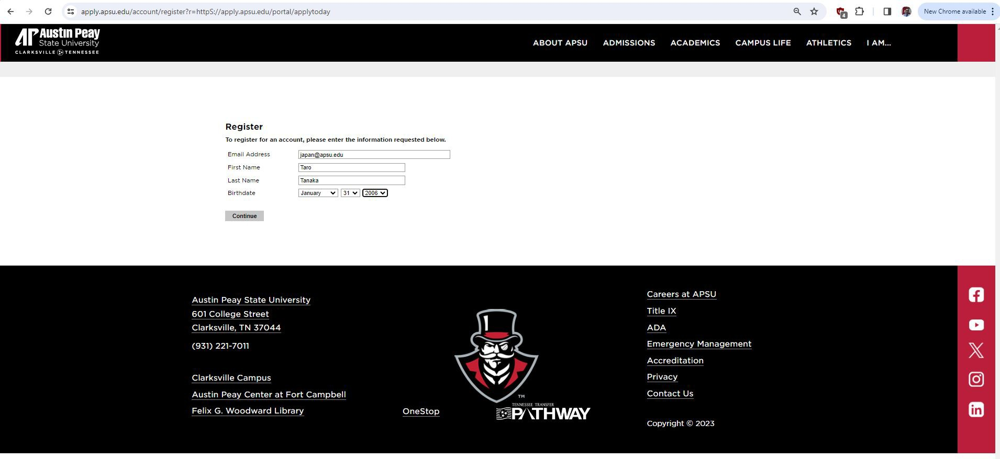 apply.apsu.edu/account/register?r=httpS://apply.apsu.edu/portal/applytoday
4
New Chrome available
AP Austin Peay
State University
CLARKSVILLE TENNESSEE
ABOUT APSU ADMISSIONS ACADEMICS CAMPUS LIFE ATHLETICS I AM...
Register
To register for an account, please enter the information requested below.
Email Address japan@apsu.edu
First Name Taro
Last Name Tanaka
Birthdate January 31 2006
Continue
Austin Peay State University
601 College Street
Clarksville, TN 37044
(931) 221-7011
Clarksville Campus
Austin Peay Center at Fort Campbell
Felix G. Woodward Library
OneStop
TM
TENNESSEE TRANSFER
PATHWAY
Careers at APSU
Title IX
ADA
Emergency Management
Accreditation
Privacy
Contact Us
Copyright © 2023